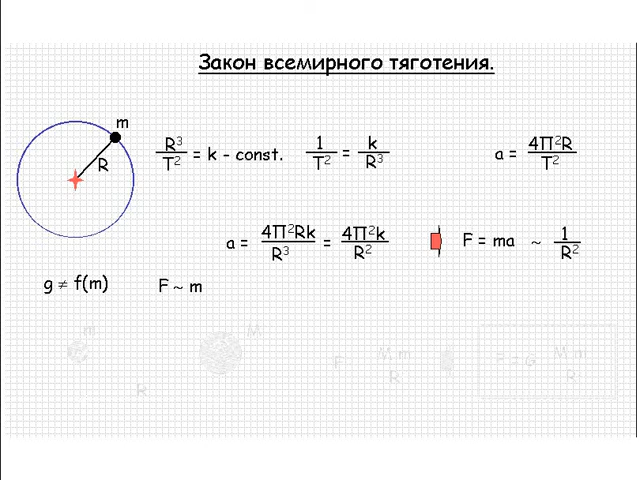 Закон всемирного тяготения.
m
R
R³/T² = k - const. 1/T² = k/R³ a = 4П²R/T²
a = 4П²Rk/R³ = 4П²k/R² F = ma ~ 1/R²
g ≠ f(m) F ~ m
m M
R